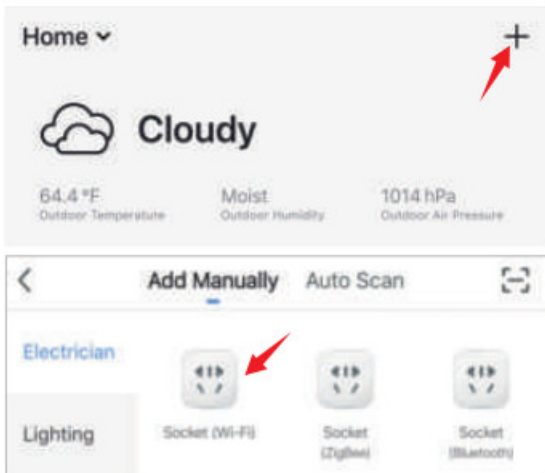 Home
Cloudy
64.4°F Moist 1014 hPa
Outdoor Temperature Outdoor Humidity Outdoor Air Pressure
Add Manually Auto Scan
Electrician
Lighting
Socket (Wi-Fi) Socket Socket
(ZigBee) (Bluetooth)